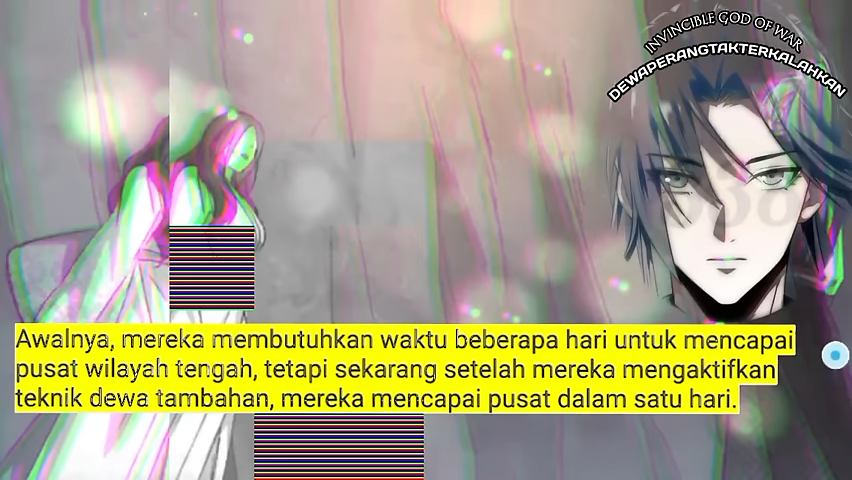 INVINCIBLE GOD OF WAR
DEWAPERANGTAKTERKALAHKAN
Awalnya, mereka membutuhkan waktu beberapa hari untuk mencapai
pusat wilayah tengah, tetapi sekarang setelah mereka mengaktifkan
teknik dewa tambahan, mereka mencapai pusat dalam satu hari.